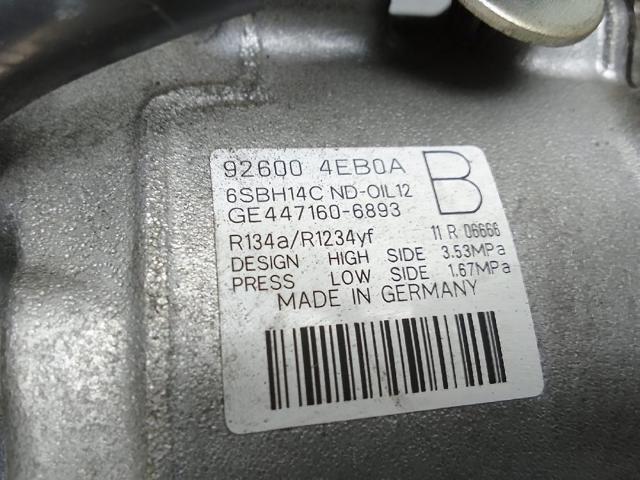 92600 4EB0A
B
6SBH14C ND-OIL12
GE447160-6893
R134a/R1234yf 11 R 06666
DESIGN HIGH SIDE 3.53MPa
PRESS LOW SIDE 1.67MPa
MADE IN GERMANY